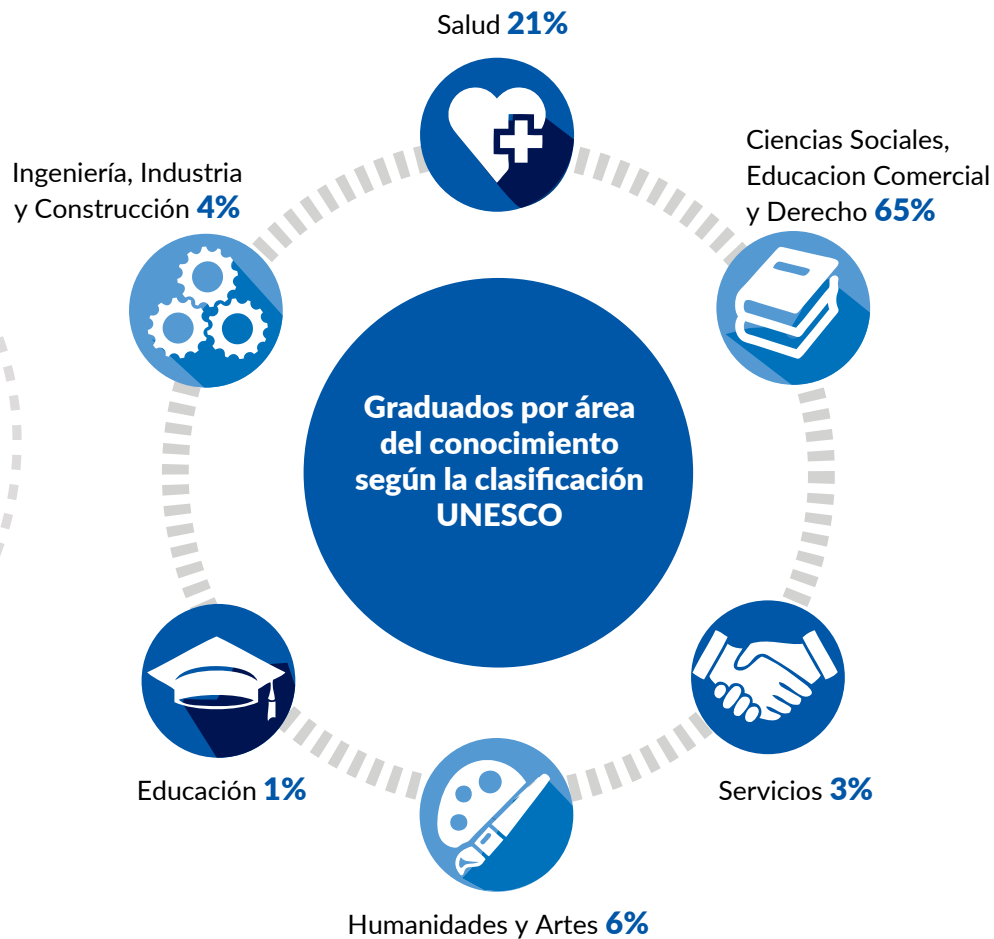 Salud 21%
Ciencias Sociales,
Educacion Comercial
y Derecho 65%
Ingeniería, Industria
y Construcción 4%
Graduados por área
del conocimiento
según la clasificación
UNESCO
Educación 1%
Servicios 3%
Humanidades y Artes 6%